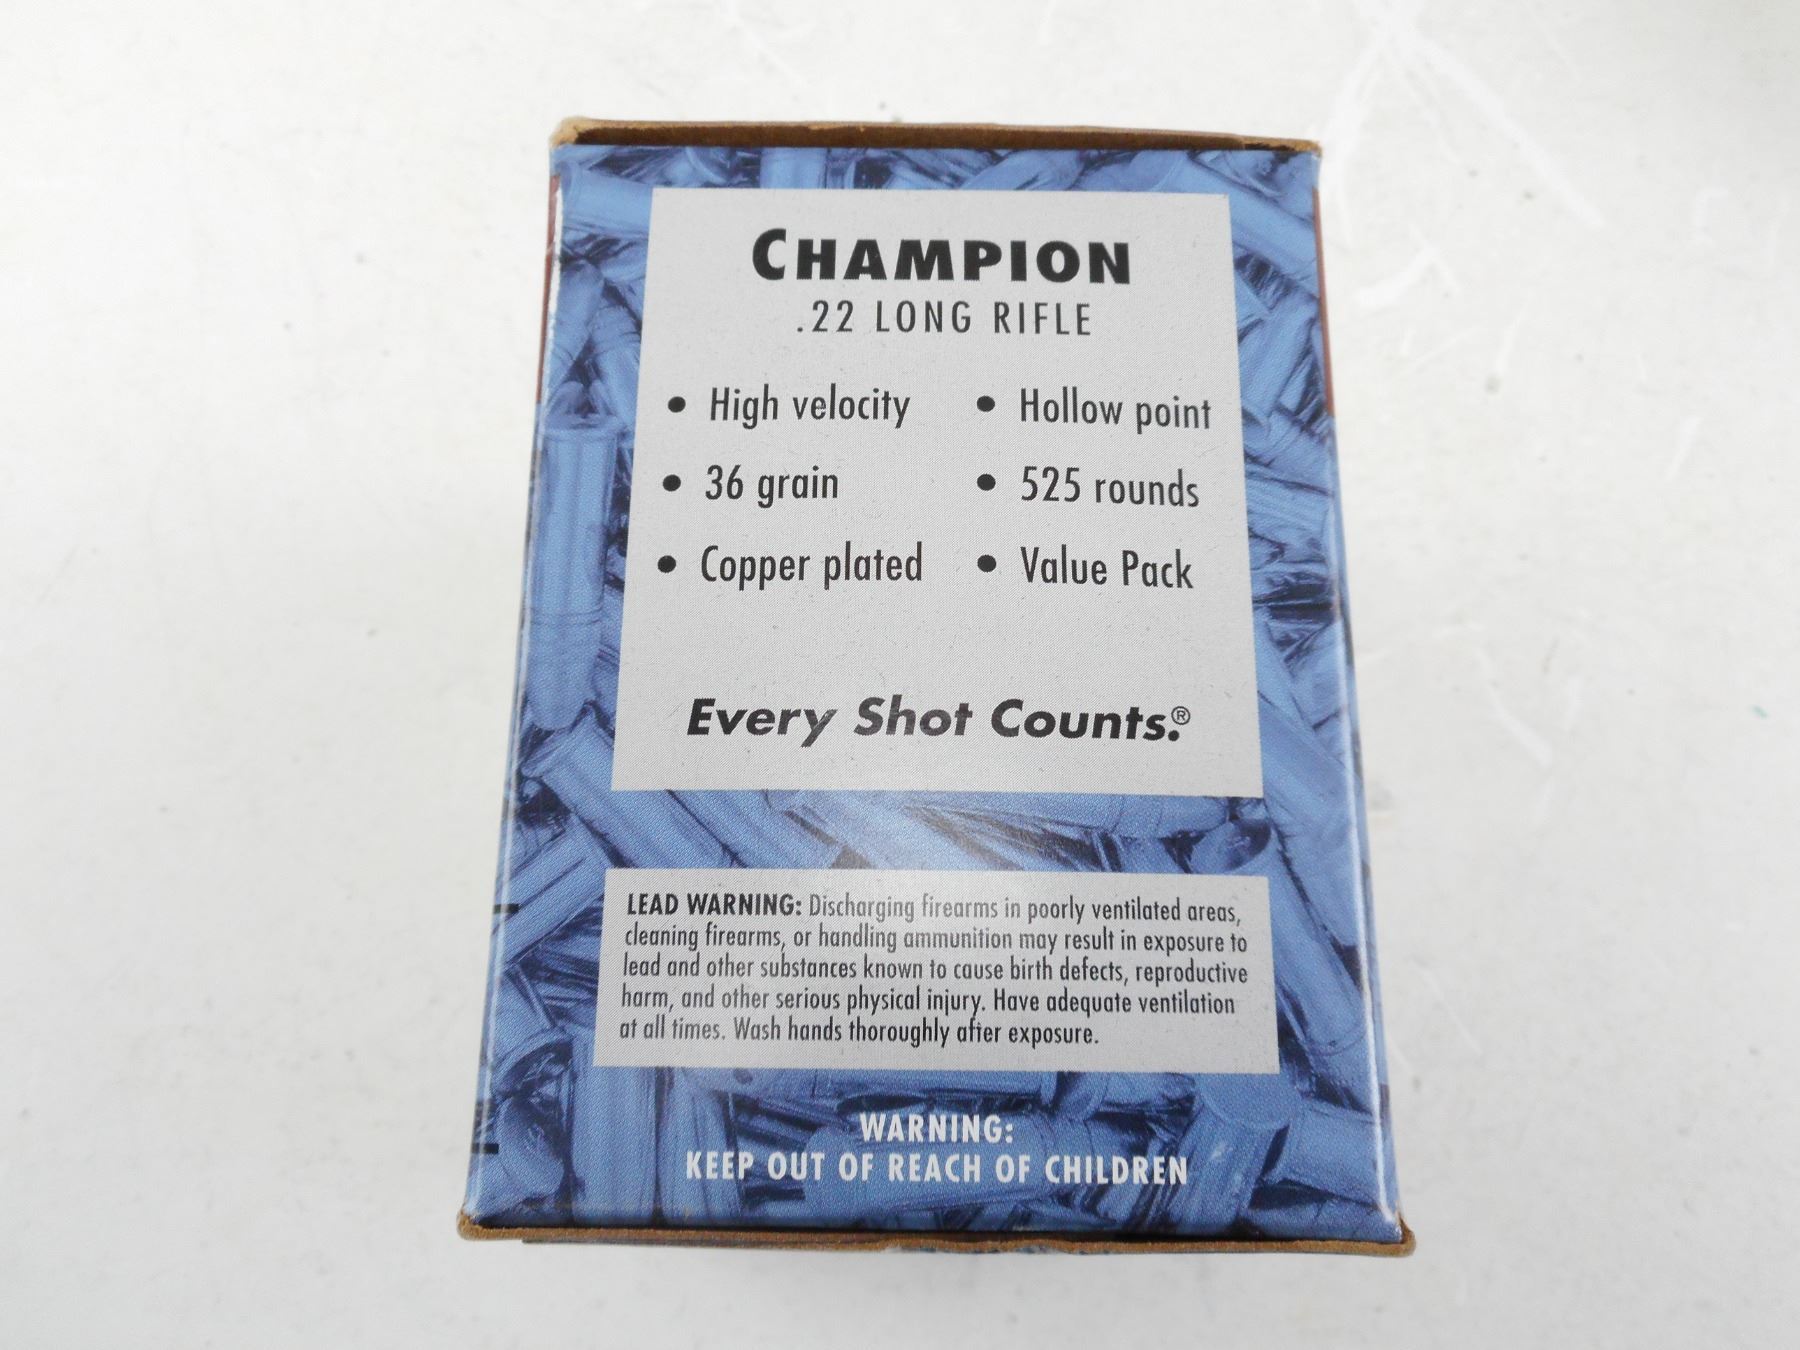 CHAMPION
.22 LONG RIFLE
• High velocity • Hollow point
• 36 grain • 525 rounds
• Copper plated • Value Pack
Every Shot Counts.®
LEAD WARNING: Discharging firearms in poorly ventilated areas,
cleaning firearms, or handling ammunition may result in exposure to
lead and other substances known to cause birth defects, reproductive
harm, and other serious physical injury. Have adequate ventilation
at all times. Wash hands thoroughly after exposure.
WARNING:
KEEP OUT OF REACH OF CHILDREN